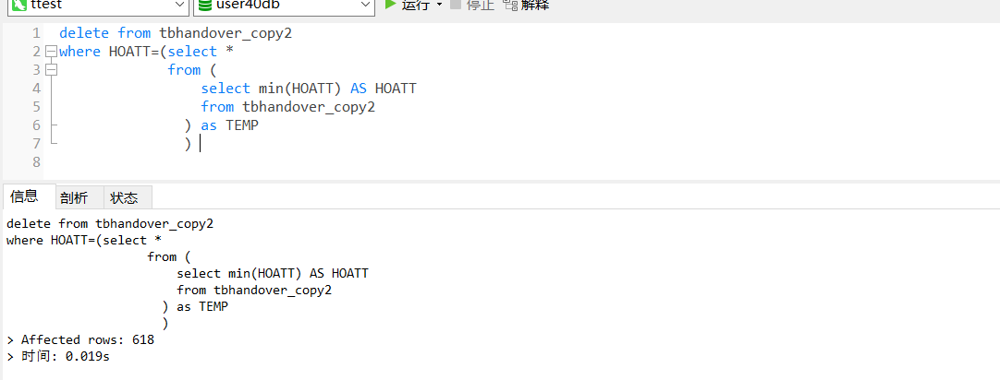 ttest user40db 运行 停止 解释
1 delete from tbhandover_copy2
2 where HOATT=(select *
3 from (
4 select min(HOATT) AS HOATT
5 from tbhandover_copy2
6 ) as TEMP
7 )
8
信息 剖析 状态
delete from tbhandover_copy2
where HOATT=(select *
from (
select min(HOATT) AS HOATT
from tbhandover_copy2
) as TEMP
)
> Affected rows: 618
> 时间: 0.019s